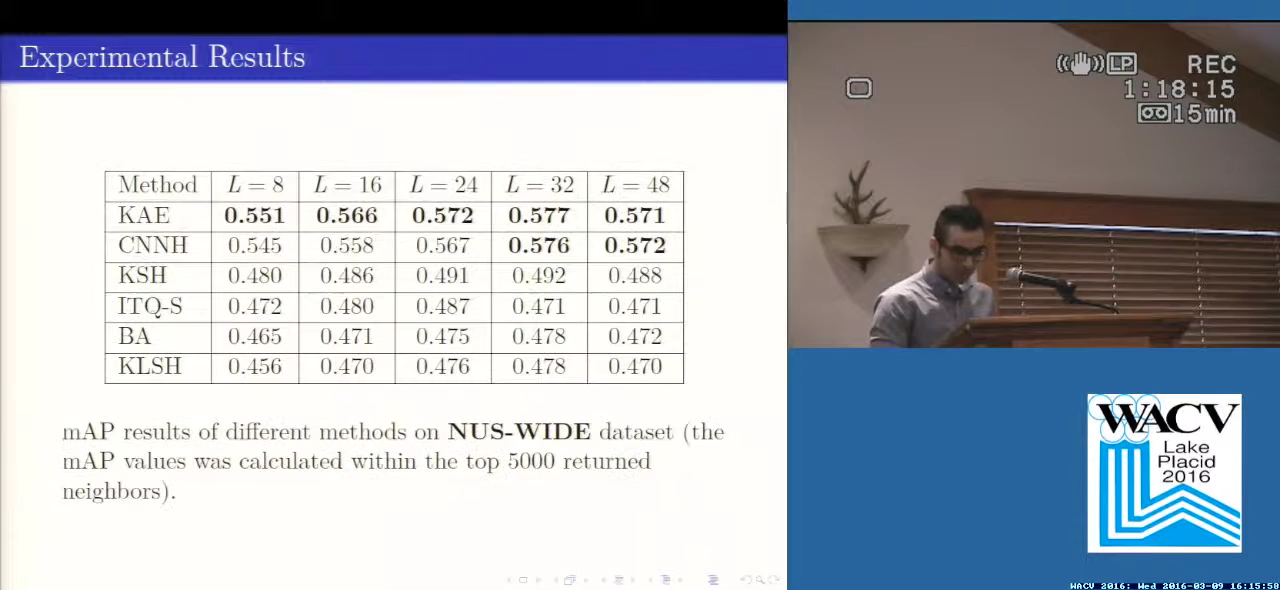 Experimental Results
Method L = 8 L = 16 L = 24 L = 32 L = 48
KAE 0.551 0.566 0.572 0.577 0.571
CNNH 0.545 0.558 0.567 0.576 0.572
KSH 0.480 0.486 0.491 0.492 0.488
ITQ-S 0.472 0.480 0.487 0.471 0.471
BA 0.465 0.471 0.475 0.478 0.472
KLSH 0.456 0.470 0.476 0.478 0.470
mAP results of different methods on NUS-WIDE dataset (the
mAP values was calculated within the top 5000 returned
neighbors).
LP REC
1:18:15
15min
WACV
Lake
Placid
2016
WACV 2016: Wed 2016-03-09 16:15:50